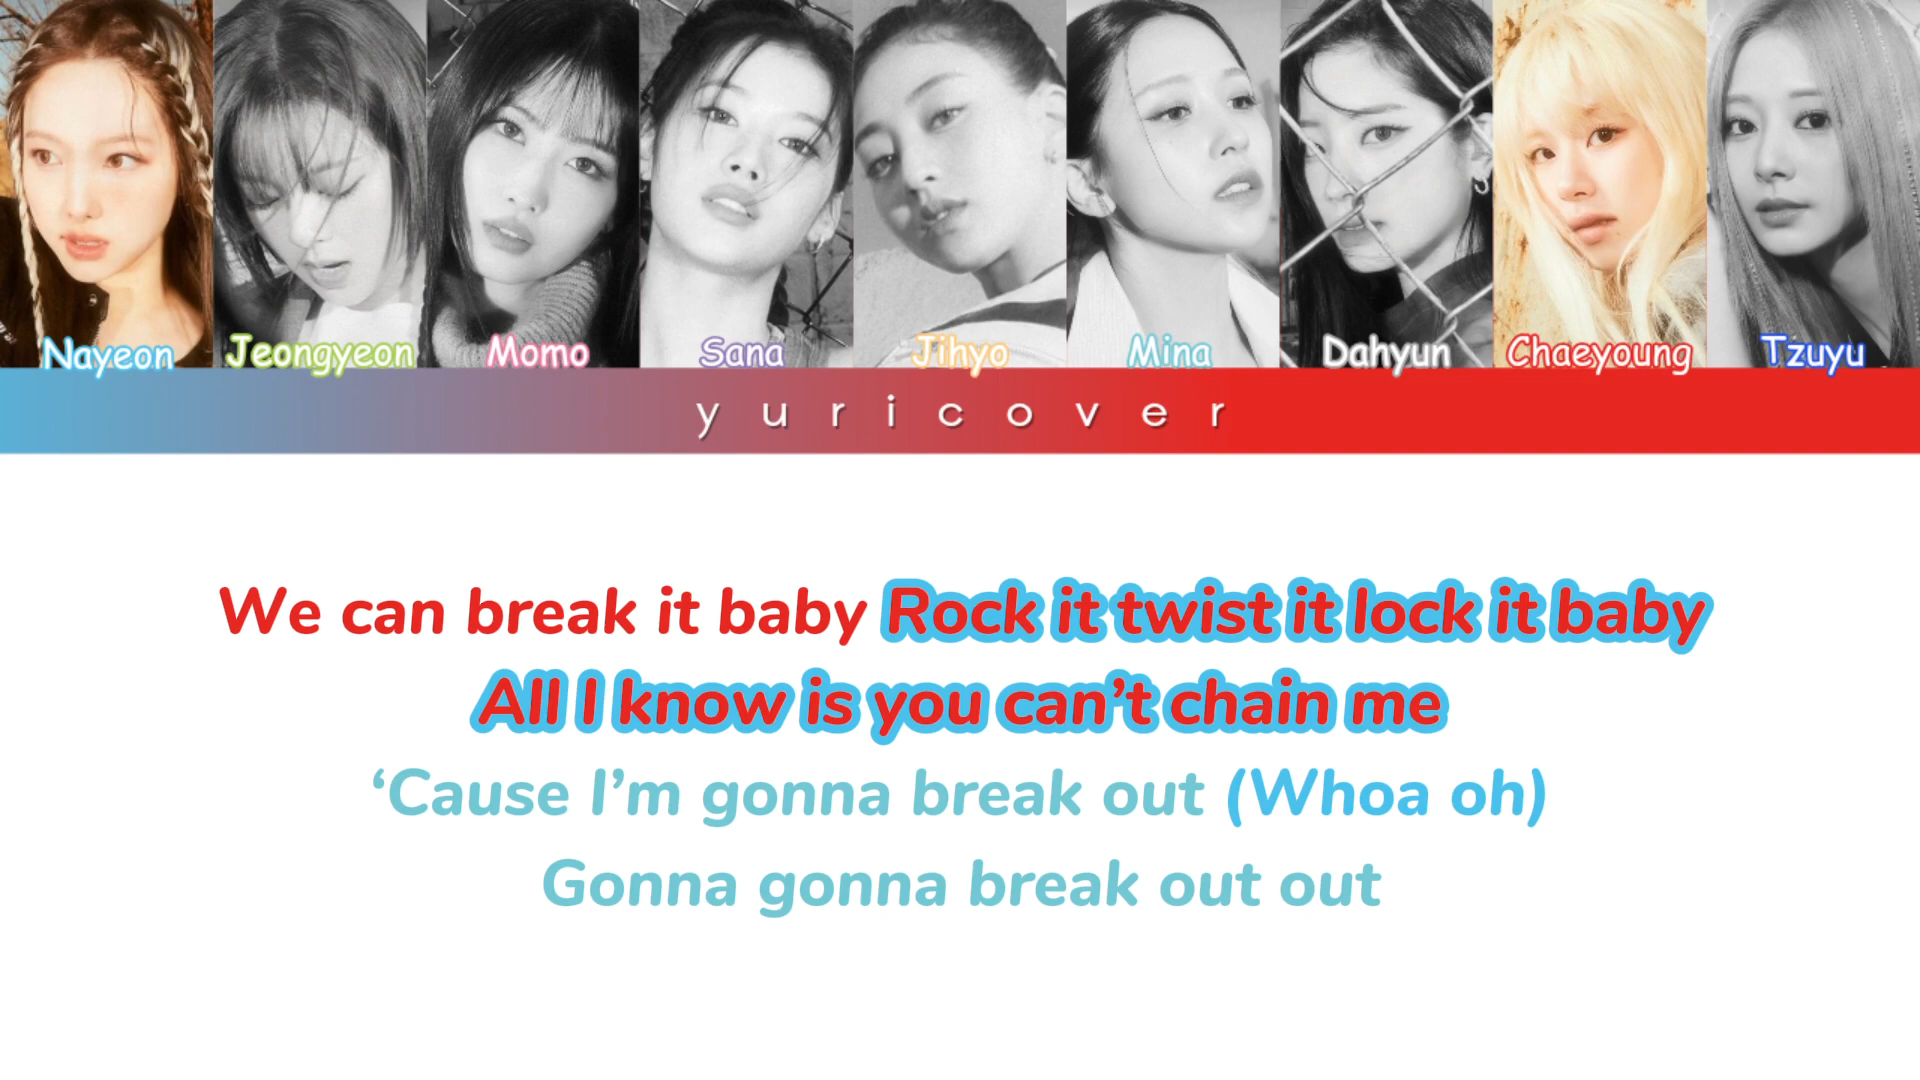 Nayeon Jeongyeon Momo Sana Jihyo Mina Dahyun Chaeyoung Tzuyu
yuricover
We can break it baby Rock it twist it lock it baby
All I know is you can’t chain me
‘Cause I’m gonna break out (Whoa oh)
Gonna gonna break out out